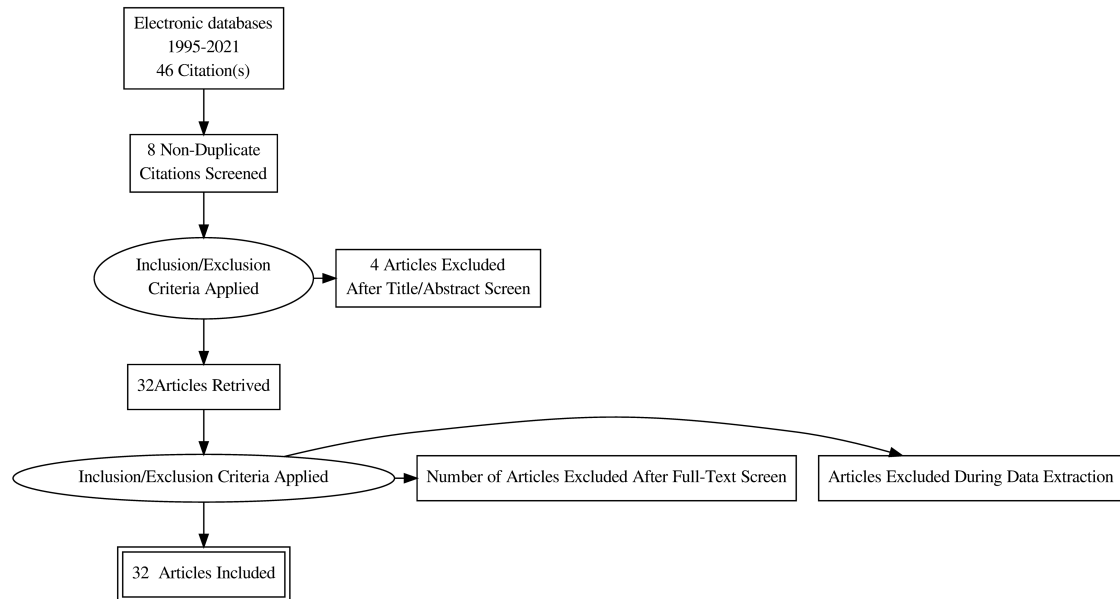 Electronic databases
1995-2021
46 Citation(s)
8 Non-Duplicate
Citations Screened
Inclusion/Exclusion
Criteria Applied
4 Articles Excluded
After Title/Abstract Screen
32Articles Retrived
Inclusion/Exclusion Criteria Applied
Number of Articles Excluded After Full-Text Screen
Articles Excluded During Data Extraction
32 Articles Included